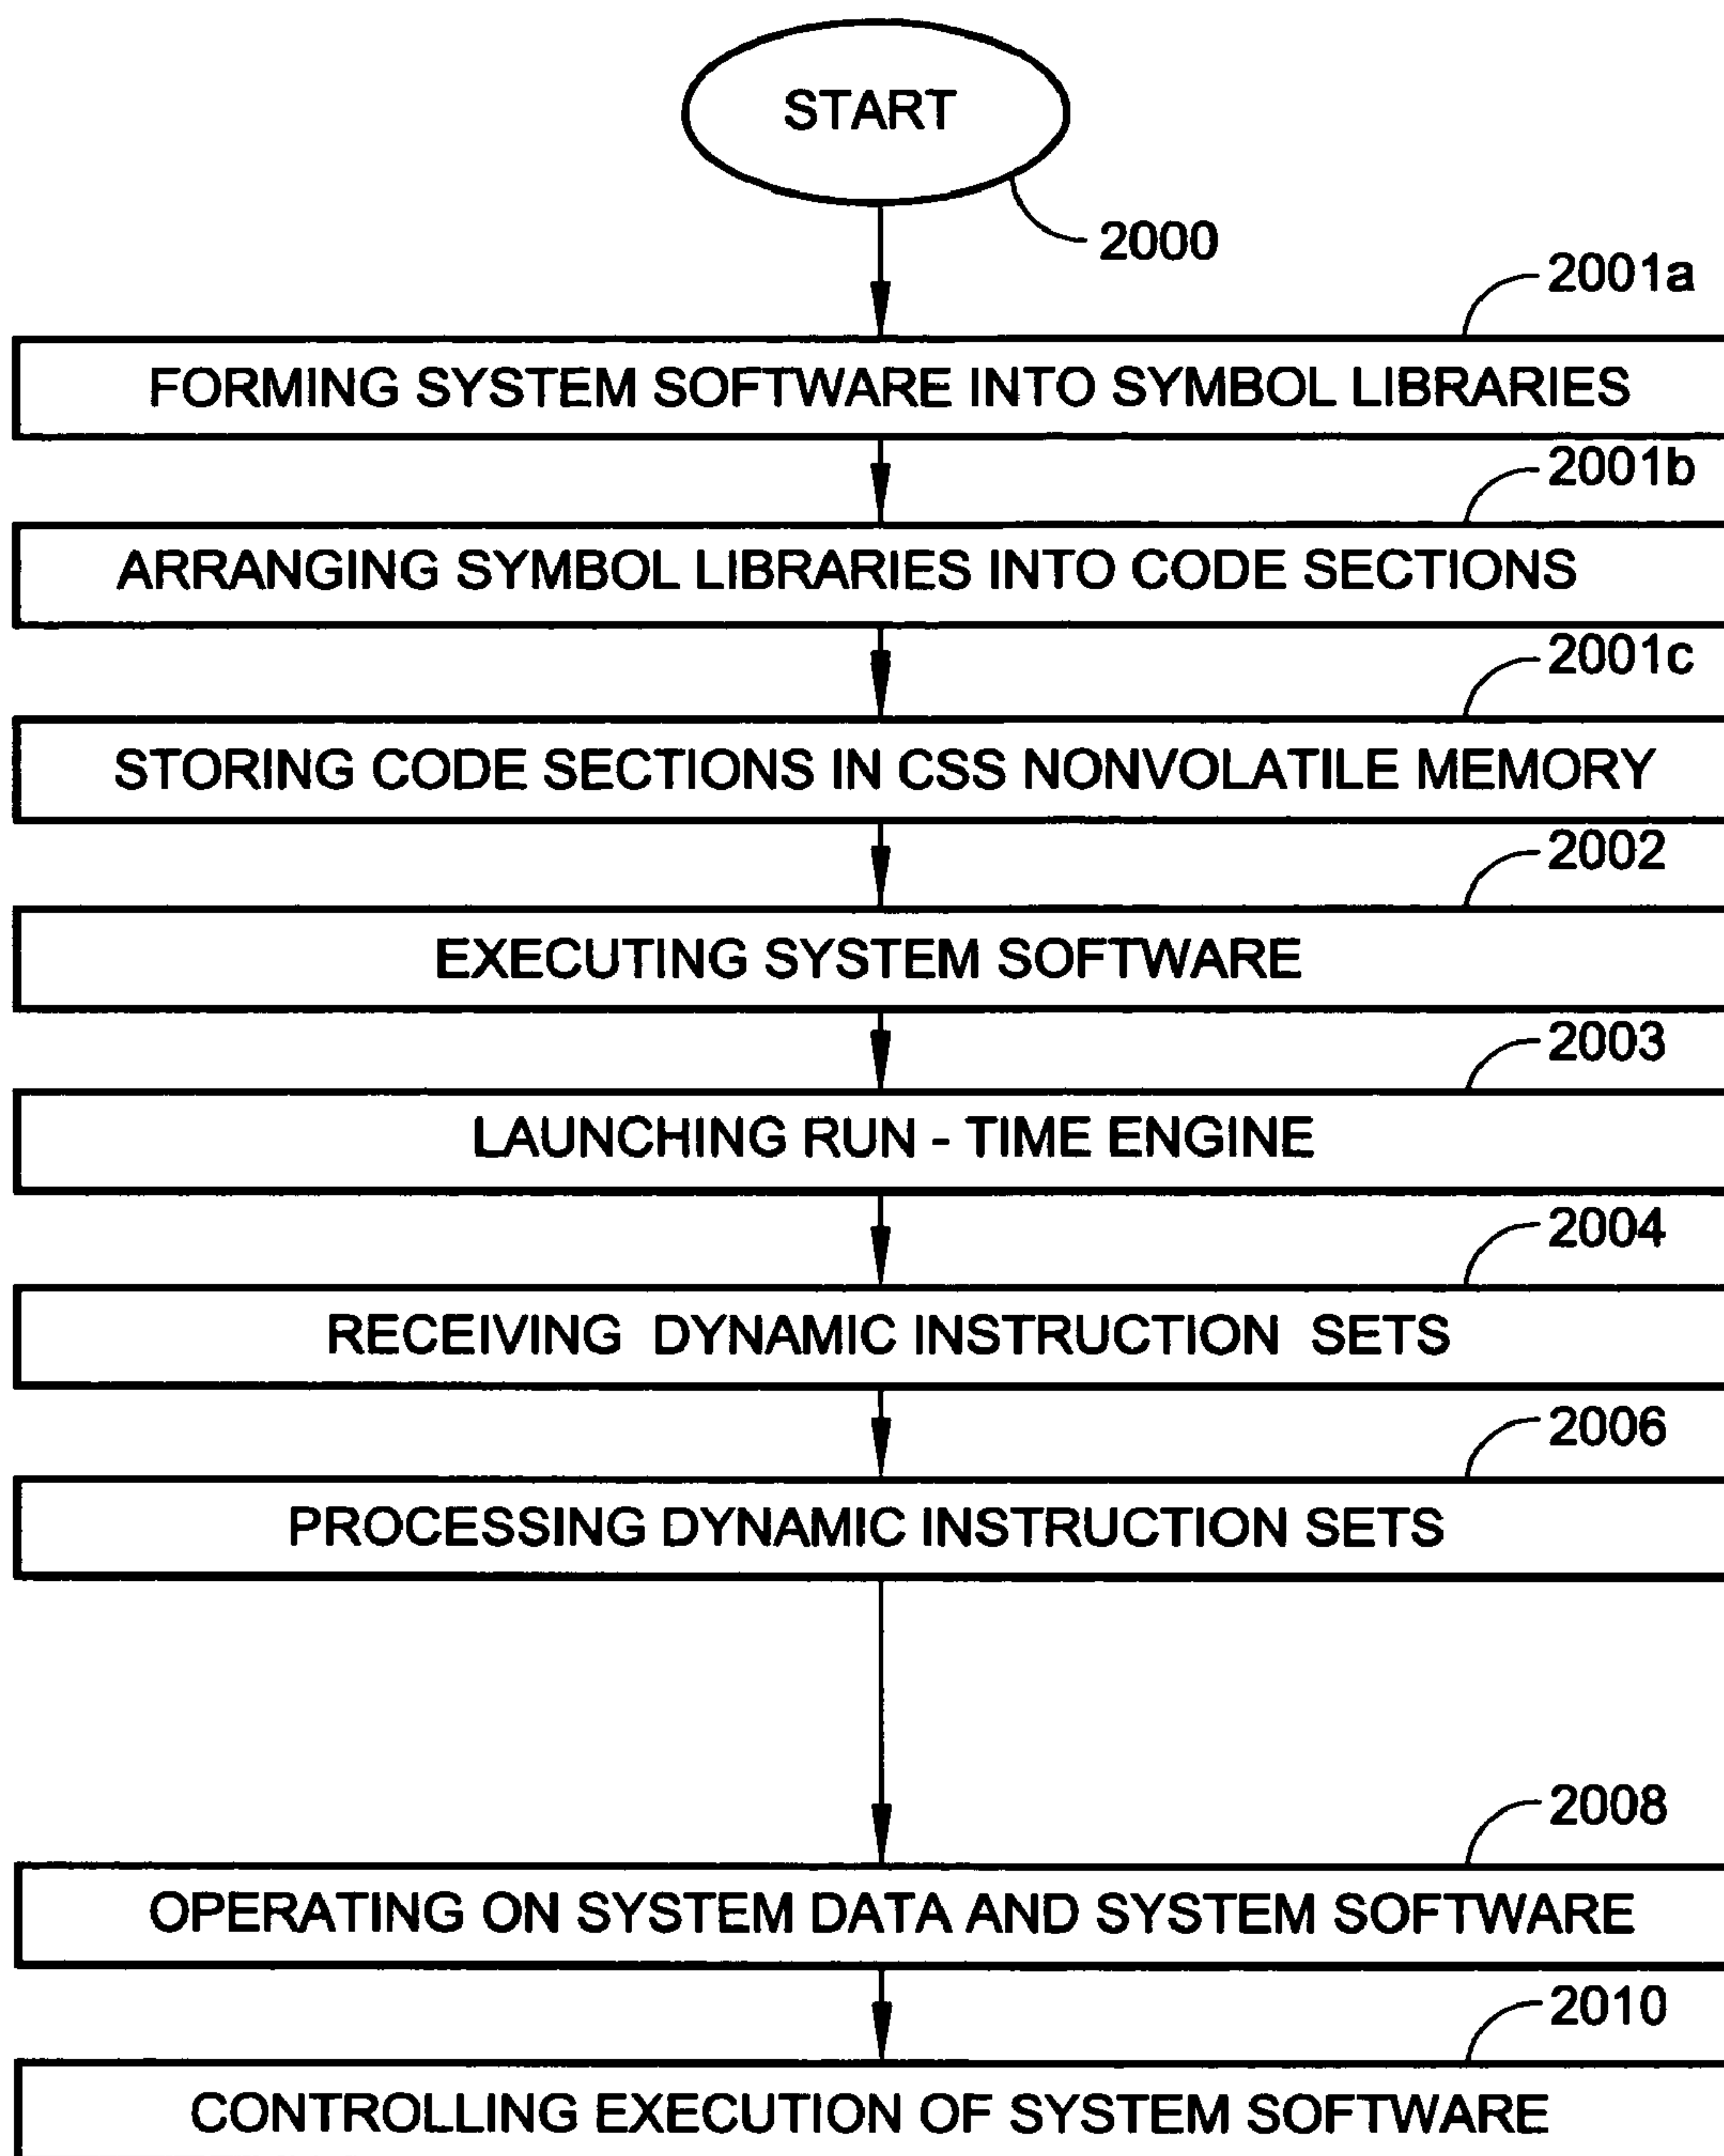 START
2000
2001a
FORMING SYSTEM SOFTWARE INTO SYMBOL LIBRARIES
2001b
ARRANGING SYMBOL LIBRARIES INTO CODE SECTIONS
2001c
STORING CODE SECTIONS IN CSS NONVOLATILE MEMORY
2002
EXECUTING SYSTEM SOFTWARE
2003
LAUNCHING RUN - TIME ENGINE
2004
RECEIVING DYNAMIC INSTRUCTION SETS
2006
PROCESSING DYNAMIC INSTRUCTION SETS
2008
OPERATING ON SYSTEM DATA AND SYSTEM SOFTWARE
2010
CONTROLLING EXECUTION OF SYSTEM SOFTWARE